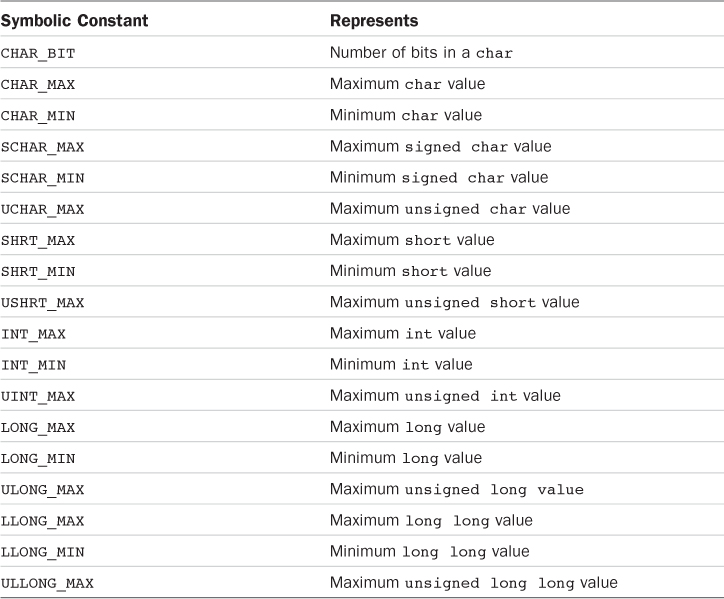 Symbolic Constant Represents
CHAR_BIT Number of bits in a char
CHAR_MAX Maximum char value
CHAR_MIN Minimum char value
SCHAR_MAX Maximum signed char value
SCHAR_MIN Minimum signed char value
UCHAR_MAX Maximum unsigned char value
SHRT_MAX Maximum short value
SHRT_MIN Minimum short value
USHRT_MAX Maximum unsigned short value
INT_MAX Maximum int value
INT_MIN Minimum int value
UINT_MAX Maximum unsigned int value
LONG_MAX Maximum long value
LONG_MIN Minimum long value
ULONG_MAX Maximum unsigned long value
LLONG_MAX Maximum long long value
LLONG_MIN Minimum long long value
ULLONG_MAX Maximum unsigned long long value